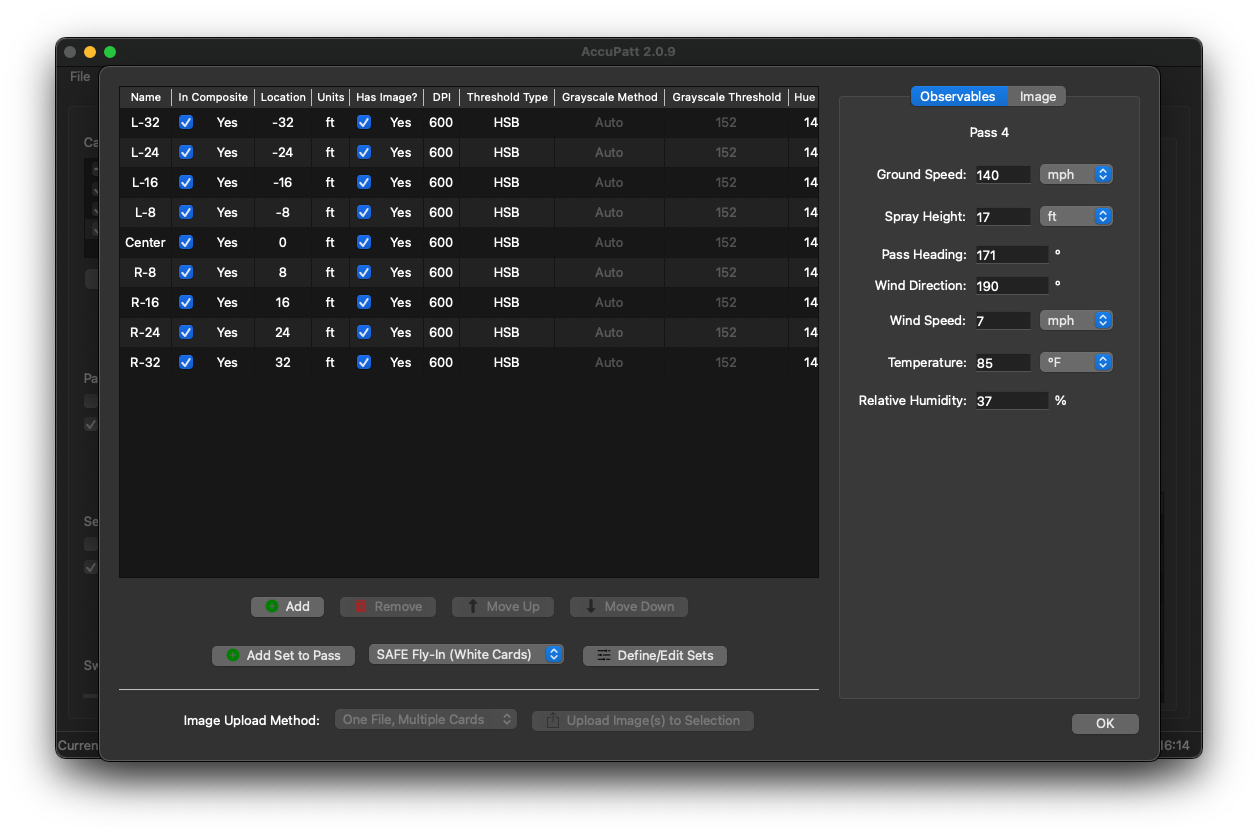 AccuPatt 2.0.9
File
Name In Composite Location Units Has Image? DPI Threshold Type Grayscale Method Grayscale Threshold Hue
L-32 Yes -32 ft Yes 600 HSB Auto 152 14
L-24 Yes -24 ft Yes 600 HSB Auto 152 14
L-16 Yes -16 ft Yes 600 HSB Auto 152 14
L-8 Yes -8 ft Yes 600 HSB Auto 152 14
Center Yes 0 ft Yes 600 HSB Auto 152 14
R-8 Yes 8 ft Yes 600 HSB Auto 152 14
R-16 Yes 16 ft Yes 600 HSB Auto 152 14
R-24 Yes 24 ft Yes 600 HSB Auto 152 14
R-32 Yes 32 ft Yes 600 HSB Auto 152 14
Add Remove Move Up Move Down
Add Set to Pass SAFE Fly-In (White Cards) Define/Edit Sets
Image Upload Method: One File, Multiple Cards Upload Image(s) to Selection
Observables Image
Pass 4
Ground Speed: 140 mph
Spray Height: 17 ft
Pass Heading: 171 °
Wind Direction: 190 °
Wind Speed: 7 mph
Temperature: 85 °F
Relative Humidity: 37 %
OK
Ca
Pa
Se
Sw
Curren
16:14